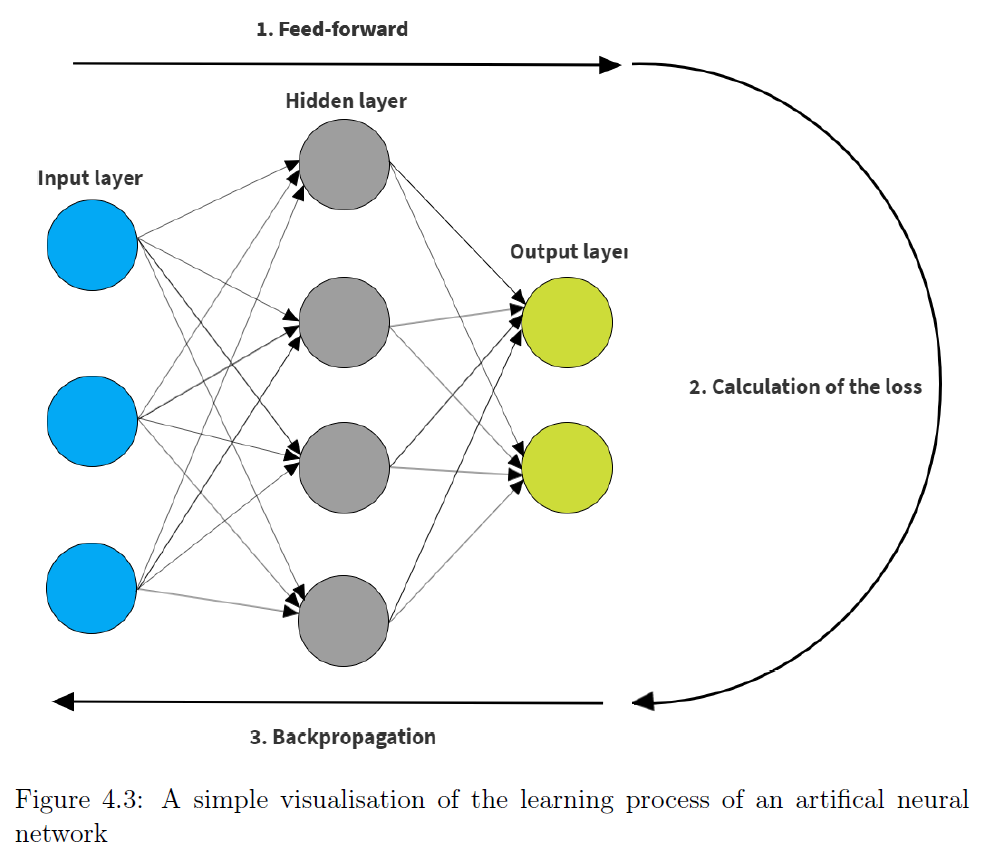 1. Feed-forward
Hidden layer
Input layer
Output layer
2. Calculation of the loss
3. Backpropagation
Figure 4.3: A simple visualisation of the learning process of an artifical neural
network